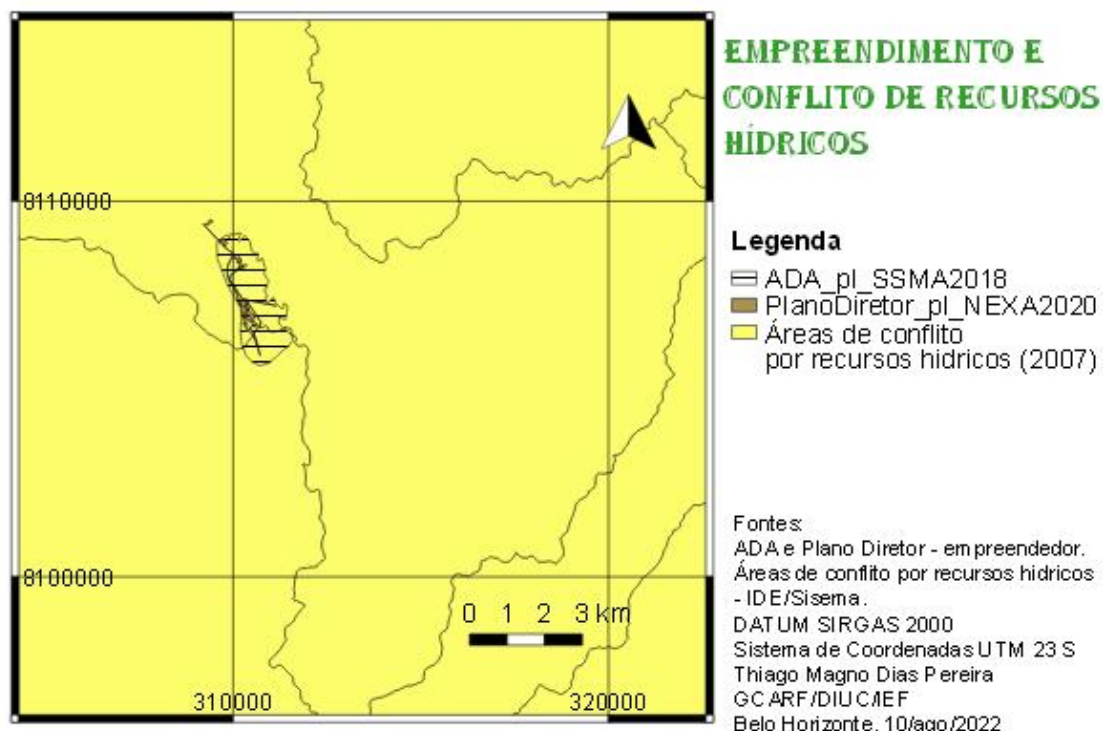 EMPREENDIMENTO E
CONFLITO DE RECURSOS
HÍDRICOS
8110000
8100000
310000
320000
0 1 2 3 km
Legenda
ADA_pl_SSMA2018
PlanoDiretor_pl_NEXA2020
Áreas de conflito
por recursos hidricos (2007)
Fontes:
ADA e Plano Diretor - empreendedor.
Áreas de conflito por recursos hidricos
- IDE/Sisema.
DATUM SIRGAS 2000
Sistema de Coordenadas UTM 23 S
Thiago Magno Dias Pereira
GCARF/DIUC/IEF
Belo Horizonte, 10/ago/2022